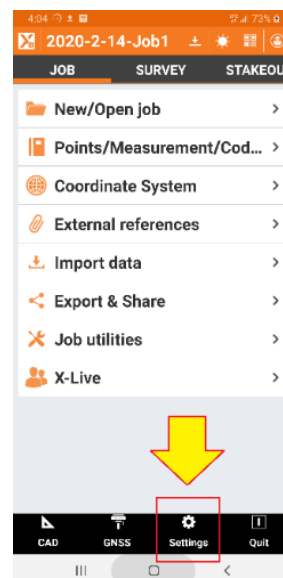 4:04 73%
2020-2-14-Job1
JOB SURVEY STAKEOU
New/Open job
Points/Measurement/Cod...
Coordinate System
External references
Import data
Export & Share
Job utilities
X-Live
CAD GNSS Settings Quit